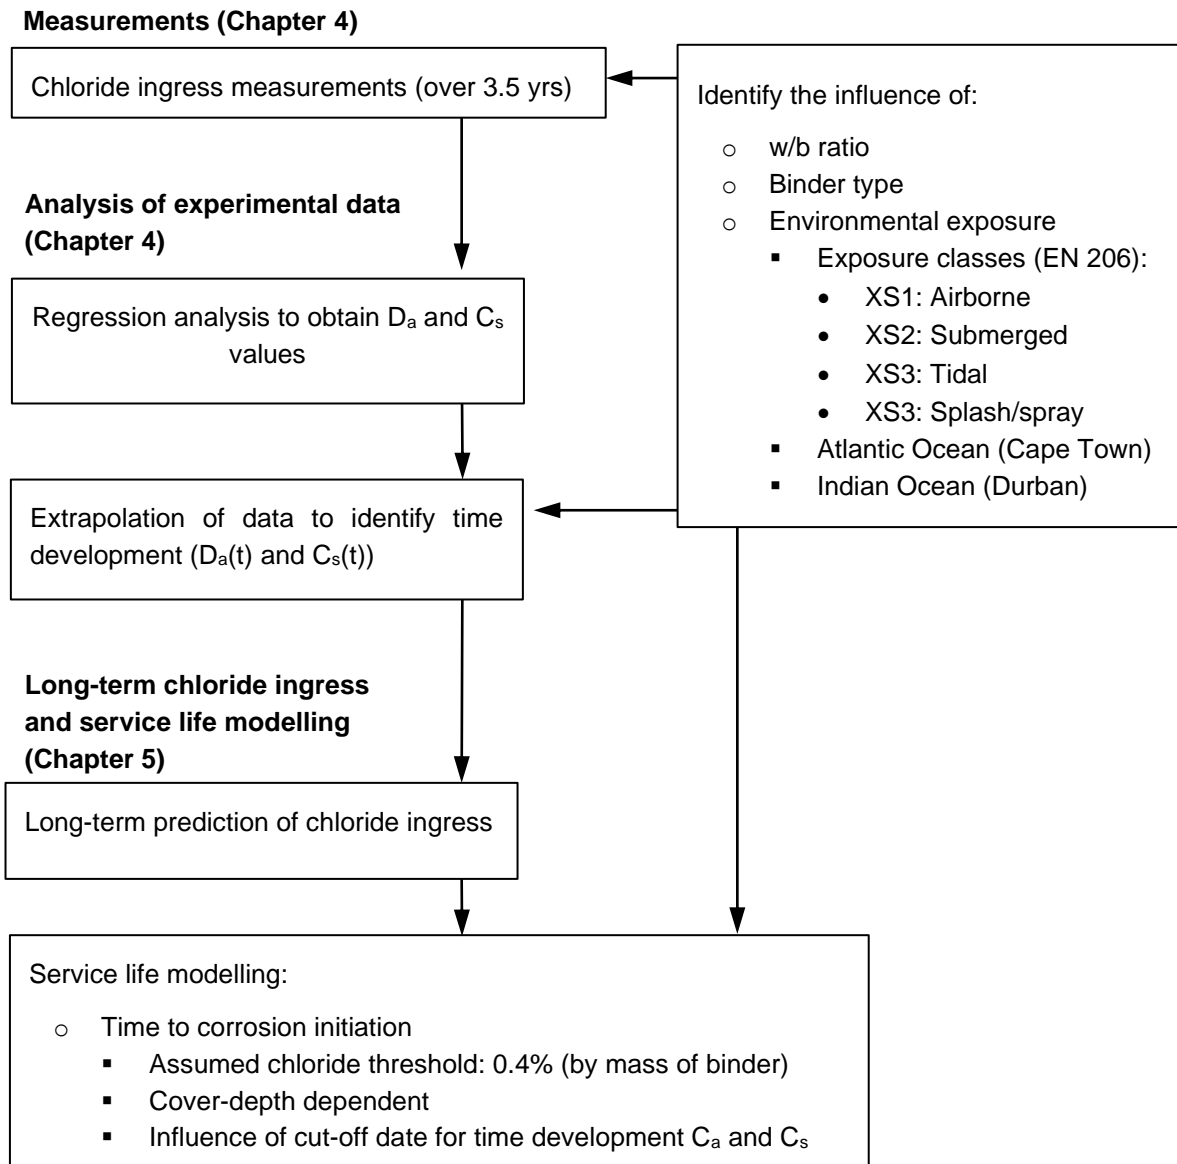 Measurements (Chapter 4)
Chloride ingress measurements (over 3.5 yrs)
Analysis of experimental data
(Chapter 4)
Regression analysis to obtain Dₐ and Cₛ
values
Extrapolation of data to identify time
development (Dₐ(t) and Cₛ(t))
Long-term chloride ingress
and service life modelling
(Chapter 5)
Long-term prediction of chloride ingress
Identify the influence of:
o w/b ratio
o Binder type
o Environmental exposure
▪ Exposure classes (EN 206):
• XS1: Airborne
• XS2: Submerged
• XS3: Tidal
• XS3: Splash/spray
▪ Atlantic Ocean (Cape Town)
▪ Indian Ocean (Durban)
Service life modelling:
o Time to corrosion initiation
▪ Assumed chloride threshold: 0.4% (by mass of binder)
▪ Cover-depth dependent
▪ Influence of cut-off date for time development Cₐ and Cₛ